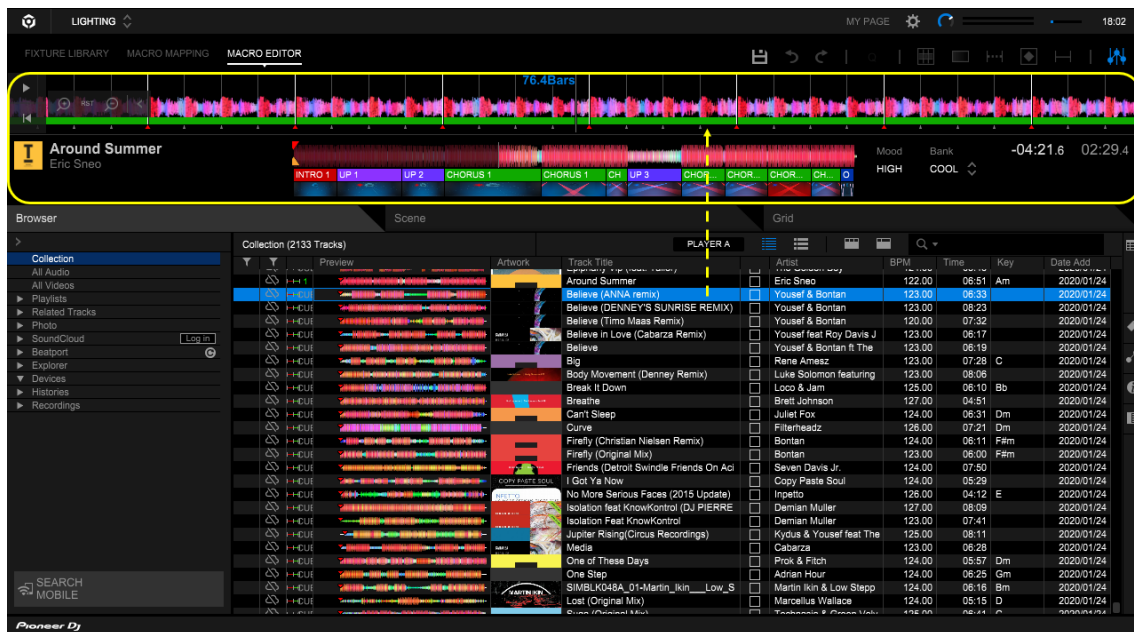 LIGHTING MY PAGE 18:02
FIXTURE LIBRARY MACRO MAPPING MACRO EDITOR
76.4Bars
RST
Around Summer
Eric Sneo
INTRO 1 UP 1 UP 2 CHORUS 1 CHORUS 1 CH UP 3 CHOR... CHOR... CHOR... CH... O
Mood Bank
HIGH COOL
-04:21.6 02:29.4
Browser Scene Grid
Collection
All Audio
All Videos
Playlists
Related Tracks
Photo
SoundCloud Log in
Beatport
Explorer
Devices
Histories
Recordings
SEARCH
MOBILE
Collection (2133 Tracks) PLAYER A
Preview Artwork Track Title Artist BPM Time Key Date Add
Around Summer Eric Sneo 122.00 06:51 Am 2020/01/24
Believe (ANNA remix) Yousef & Bontan 123.00 06:33 2020/01/24
Believe (DENNEY'S SUNRISE REMIX) Yousef & Bontan 123.00 08:23 2020/01/24
Believe (Timo Maas Remix) Yousef & Bontan 120.00 07:32 2020/01/24
Believe in Love (Cabarza Remix) Yousef feat Roy Davis J 123.00 06:17 2020/01/24
Believe Yousef & Bontan ft The 123.00 06:19 2020/01/24
Big Rene Amesz 123.00 07:28 C 2020/01/24
Body Movement (Denney Remix) Luke Solomon featuring 123.00 08:06 2020/01/24
Break It Down Loco & Jam 125.00 06:10 Bb 2020/01/24
Breathe Brett Johnson 127.00 04:51 2020/01/24
Can't Sleep Juliet Fox 124.00 06:31 Dm 2020/01/24
Curve Filterheadz 126.00 07:21 Dm 2020/01/24
Firefly (Christian Nielsen Remix) Bontan 124.00 06:11 F#m 2020/01/24
Firefly (Original Mix) Bontan 123.00 06:00 F#m 2020/01/24
Friends (Detroit Swindle Friends On Aci Seven Davis Jr. 124.00 07:50 2020/01/24
COPY PASTE SOUL I Got Ya Now Copy Paste Soul 124.00 05:29 2020/01/24
No More Serious Faces (2015 Update) Inpetto 126.00 04:12 E 2020/01/24
Isolation feat KnowKontrol (DJ PIERRE Demian Muller 127.00 08:09 2020/01/24
Isolation Feat KnowKontrol Demian Muller 123.00 07:41 2020/01/24
Jupiter Rising(Circus Recordings) Kydus & Yousef feat The 125.00 08:11 2020/01/24
Media Cabarza 123.00 06:28 2020/01/24
One of These Days Prok & Fitch 124.00 05:57 Dm 2020/01/24
One Step Adrian Hour 124.00 06:25 Gm 2020/01/24
MARTIN IKIN SIMBLK048A_01-Martin_Ikin___Low_S Martin Ikin & Low Stepp 124.00 06:16 Bm 2020/01/24
Lost (Original Mix) Marcellus Wallace 124.00 05:15 D 2020/01/24
Pioneer Dj